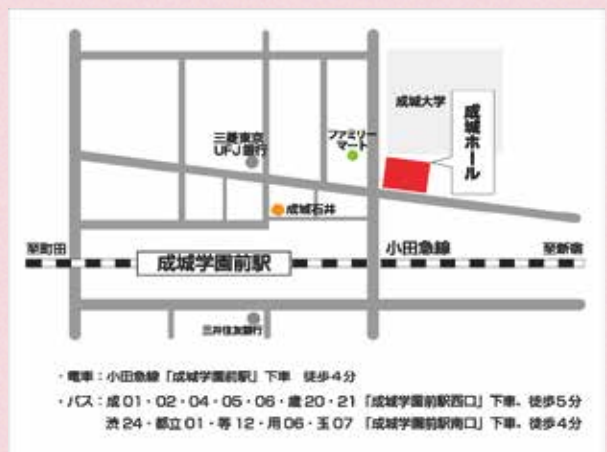 成城大学
成城ホール
三菱東京
UFJ銀行
ファミリー
マート
成城石井
至町田
成城学園前駅
小田急線
至新宿
三井住友銀行
・電車：小田急線「成城学園前駅」下車　徒歩4分
・バス：成01・02・04・05・06・歳20・21「成城学園前駅西口」下車、徒歩5分
渋24・都立01・等12・用06・玉07「成城学園前駅南口」下車、徒歩4分